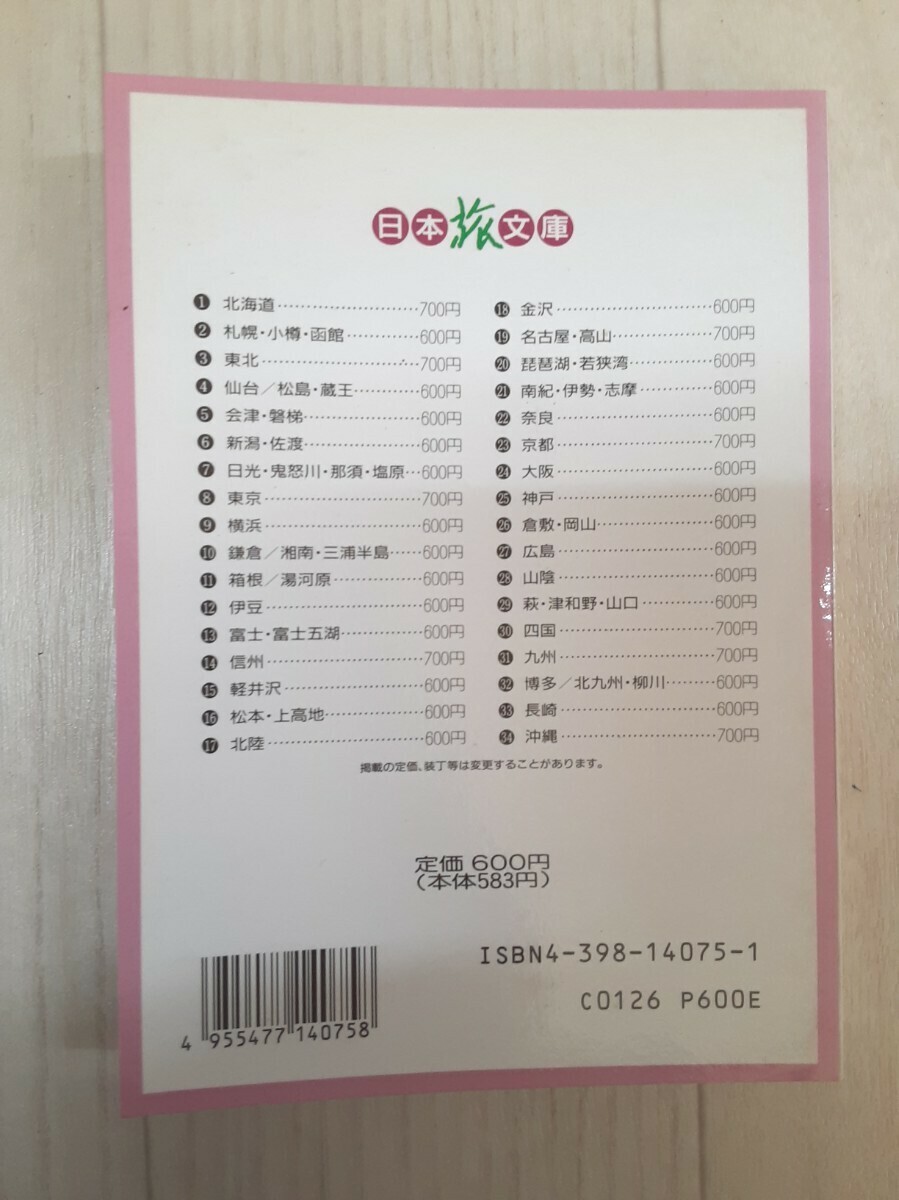 日本旅文庫
❶ 北海道……………………700円
❷ 札幌・小樽・函館…………600円
❸ 東北………………………700円
❹ 仙台／松島・蔵王…………600円
❺ 会津・磐梯…………………600円
❻ 新潟・佐渡…………………600円
❼ 日光・鬼怒川・那須・塩原…600円
❽ 東京………………………700円
❾ 横浜………………………600円
❿ 鎌倉／湘南・三浦半島……600円
⓫ 箱根／湯河原………………600円
⓬ 伊豆………………………600円
⓭ 富士・富士五湖……………600円
⓮ 信州………………………700円
⓯ 軽井沢……………………600円
⓰ 松本・上高地………………600円
⓱ 北陸………………………600円
⓲ 金沢………………………600円
⓳ 名古屋・高山………………700円
⓴ 琵琶湖・若狭湾……………600円
㉑ 南紀・伊勢・志摩…………600円
㉒ 奈良………………………600円
㉓ 京都………………………700円
㉔ 大阪………………………600円
㉕ 神戸………………………600円
㉖ 倉敷・岡山…………………600円
㉗ 広島………………………600円
㉘ 山陰………………………600円
㉙ 萩・津和野・山口…………600円
㉚ 四国………………………700円
㉛ 九州………………………700円
㉜ 博多／北九州・柳川………600円
㉝ 長崎………………………600円
㉞ 沖縄………………………700円
掲載の定価、装丁等は変更することがあります。
定価 600円
(本体583円)
ISBN4-398-14075-1
C0126 P600E
4 955477 140758